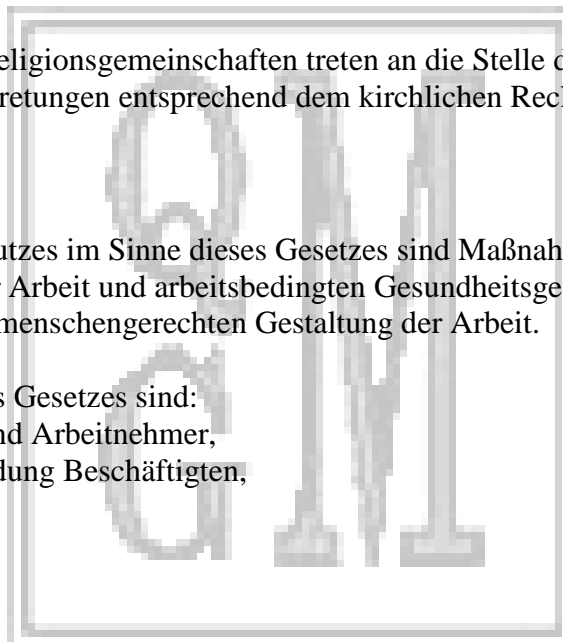 eligionsgemeinschaften treten an die Stelle d
retungen entsprechend dem kirchlichen Rec
utzes im Sinne dieses Gesetzes sind Maßnah
r Arbeit und arbeitsbedingten Gesundheitsge
menschengerechten Gestaltung der Arbeit.
s Gesetzes sind:
nd Arbeitnehmer,
dung Beschäftigten,
Q
G M